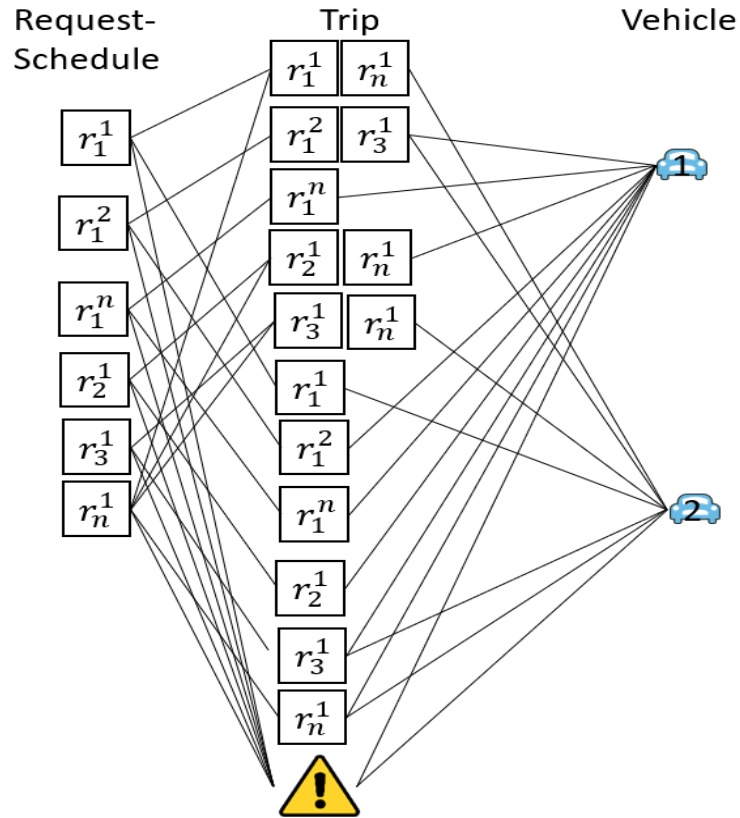 Request-
Schedule
Trip
Vehicle
r_1^1
r_1^2
r_1^n
r_2^1
r_3^1
r_n^1
r_1^1 r_n^1
r_1^2 r_3^1
r_1^n
r_2^1 r_n^1
r_3^1 r_n^1
r_1^1
r_1^2
r_1^n
r_2^1
r_3^1
r_n^1
!
1
2